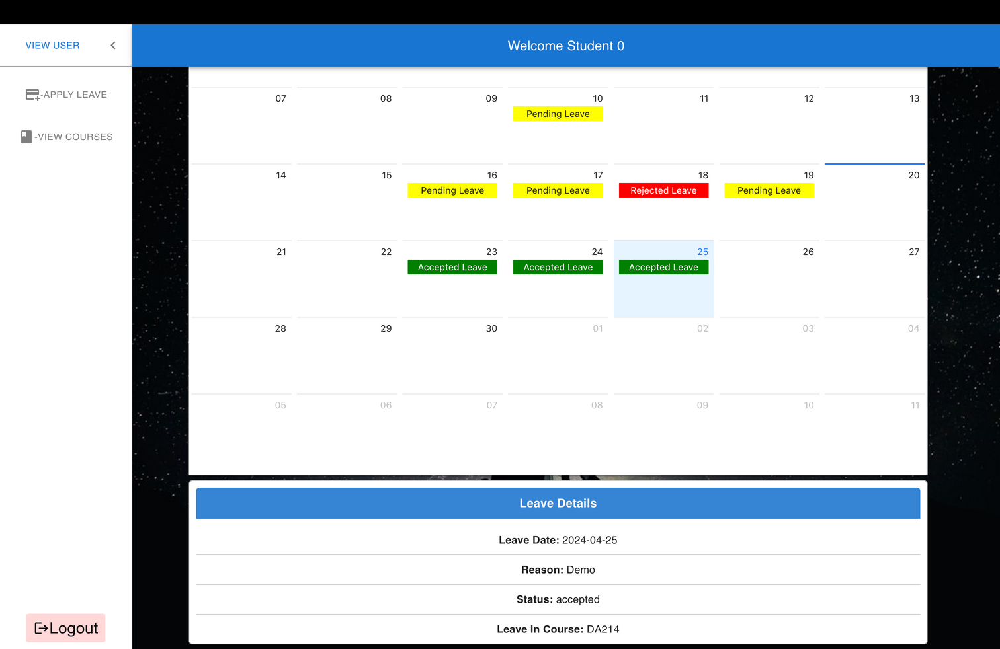 VIEW USER
Welcome Student 0
-APPLY LEAVE
-VIEW COURSES
07 08 09 10 11 12 13
Pending Leave
14 15 16 17 18 19 20
Pending Leave Pending Leave Rejected Leave Pending Leave
21 22 23 24 25 26 27
Accepted Leave Accepted Leave Accepted Leave
28 29 30 01 02 03 04
05 06 07 08 09 10 11
Leave Details
Leave Date: 2024-04-25
Reason: Demo
Status: accepted
Leave in Course: DA214
Logout